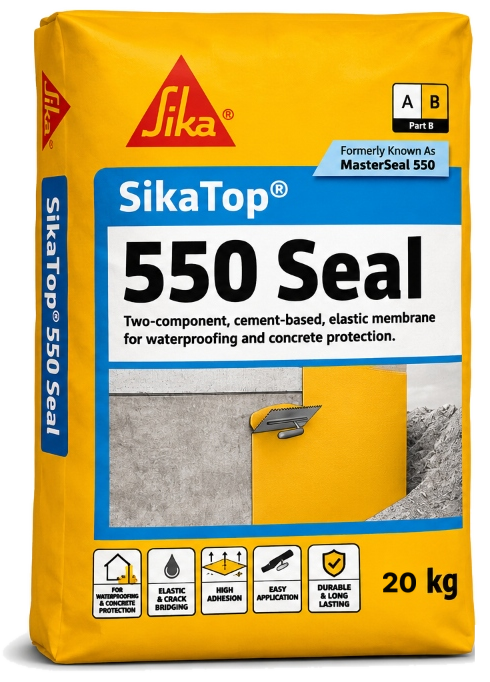 Sika®
A B
Part B
Formerly Known As
MasterSeal 550
SikaTop®
550 Seal
Two-component, cement-based, elastic membrane
for waterproofing and concrete protection.
Sika®
SikaTop® 550 Seal
FOR
WATERPROOFING
& CONCRETE
PROTECTION
ELASTIC
& CRACK
BRIDGING
HIGH
ADHESION
EASY
APPLICATION
DURABLE
& LONG
LASTING
20 kg